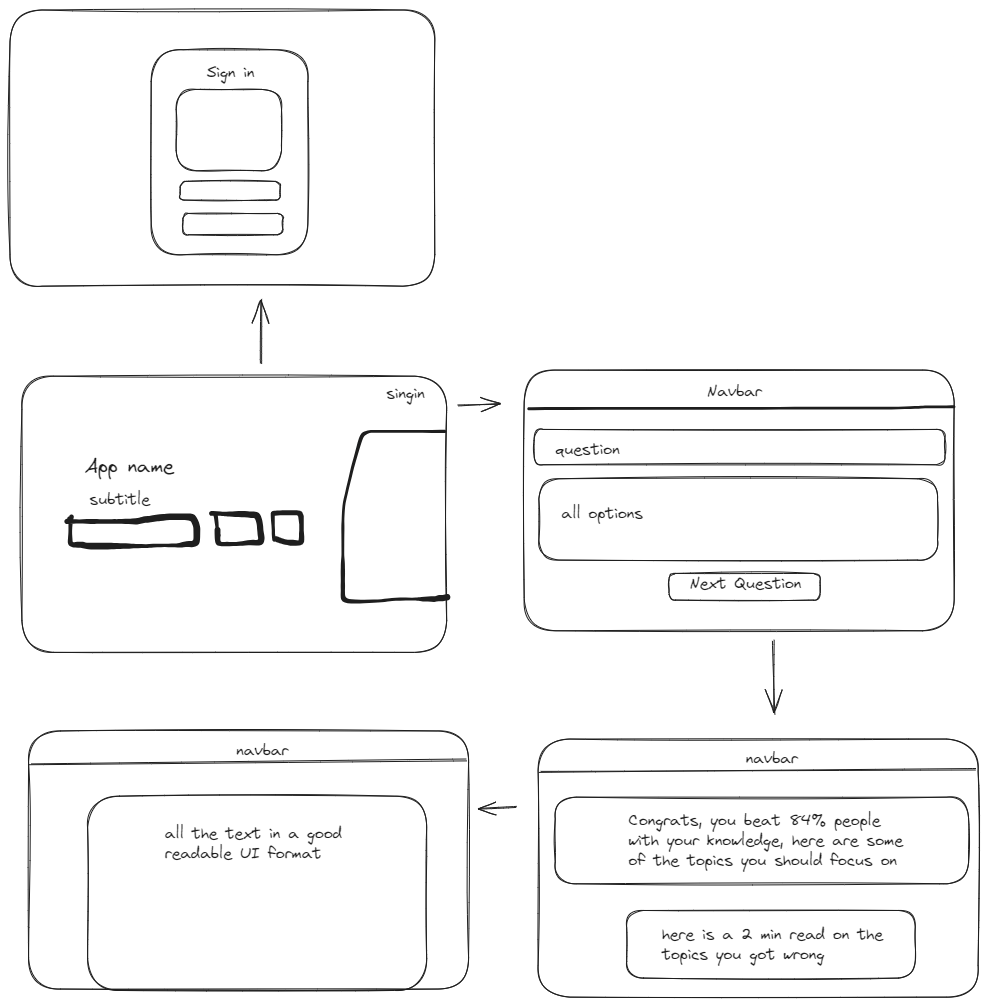 Sign in
singin
App name
subtitle
Navbar
question
all options
Next Question
navbar
all the text in a good
readable UI format
navbar
Congrats, you beat 84% people
with your knowledge, here are some
of the topics you should focus on
here is a 2 min read on the
topics you got wrong